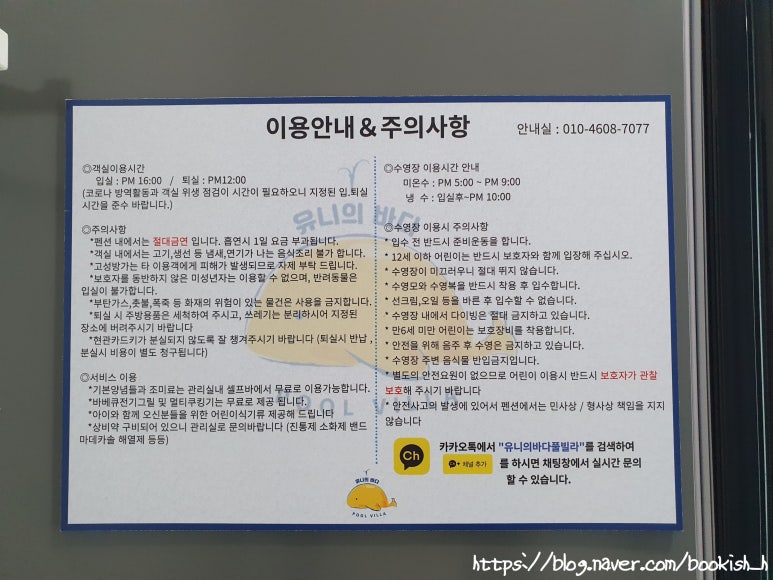 이용안내 & 주의사항
안내실 : 010-4608-7077
◎객실이용시간
입실 : PM 16:00 / 퇴실 : PM12:00
(코로나 방역활동과 객실 위생 점검이 시간이 필요하오니 지정된 입.퇴실
시간을 준수 바랍니다.)
◎주의사항
*펜션 내에서는 절대금연 입니다. 흡연시 1일 요금 부과됩니다.
*객실 내에서는 고기,생선 등 냄새,연기가 나는 음식조리 불가 합니다.
*고성방가는 타 이용객에게 피해가 발생되므로 자제 부탁 드립니다.
*보호자를 동반하지 않은 미성년자는 이용할 수 없으며, 반려동물은
입실이 불가합니다.
*부탄가스,촛불,폭죽 등 화재의 위험이 있는 물건은 사용을 금지합니다.
*퇴실 시 주방용품은 세척하여 주시고, 쓰레기는 분리하시어 지정된
장소에 버려주시기 바랍니다
*현관카드키가 분실되지 않도록 잘 챙겨주시기 바랍니다 (퇴실시 반납 ,
분실시 비용이 별도 청구됩니다)
◎서비스 이용
*기본양념들과 조미료는 관리실내 셀프바에서 무료로 이용가능합니다.
*바베큐전기그릴 및 멀티쿠킹기는 무료로 제공 됩니다.
*아이와 함께 오신분들을 위한 어린이식기류 제공해 드립니다
*상비약 구비되어 있으니 관리실로 문의바랍니다 (진통제 소화제 밴드
마데카솔 해열제 등등)
◎수영장 이용시간 안내
미온수 : PM 5:00 ~ PM 9:00
냉 수 : 입실후~PM 10:00
◎수영장 이용시 주의사항
* 입수 전 반드시 준비운동을 합니다.
* 12세 이하 어린이는 반드시 보호자와 함께 입장해 주십시오.
* 수영장이 미끄러우니 절대 뛰지 않습니다.
* 수영모와 수영복을 반드시 착용 후 입수합니다.
* 선크림,오일 등을 바른 후 입수할 수 없습니다.
* 수영장 내에서 다이빙은 절대 금지하고 있습니다.
* 만6세 미만 어린이는 보호장비를 착용합니다.
* 안전을 위해 음주 후 수영은 금지하고 있습니다.
* 수영장 주변 음식물 반입금지입니다.
* 별도의 안전요원이 없으므로 어린이 이용시 반드시 보호자가 관찰
보호해 주시기 바랍니다
* 안전사고의 발생에 있어서 펜션에서는 민사상 / 형사상 책임을 지지
않습니다
카카오톡에서 "유니의바다풀빌라"를 검색하여
Ch
Ch+ 채널 추가 를 하시면 채팅창에서 실시간 문의
할 수 있습니다.
유니의 바다
POOL VILLA
유니의 바다
POOL VILLA
https://blog.naver.com/bookish_h